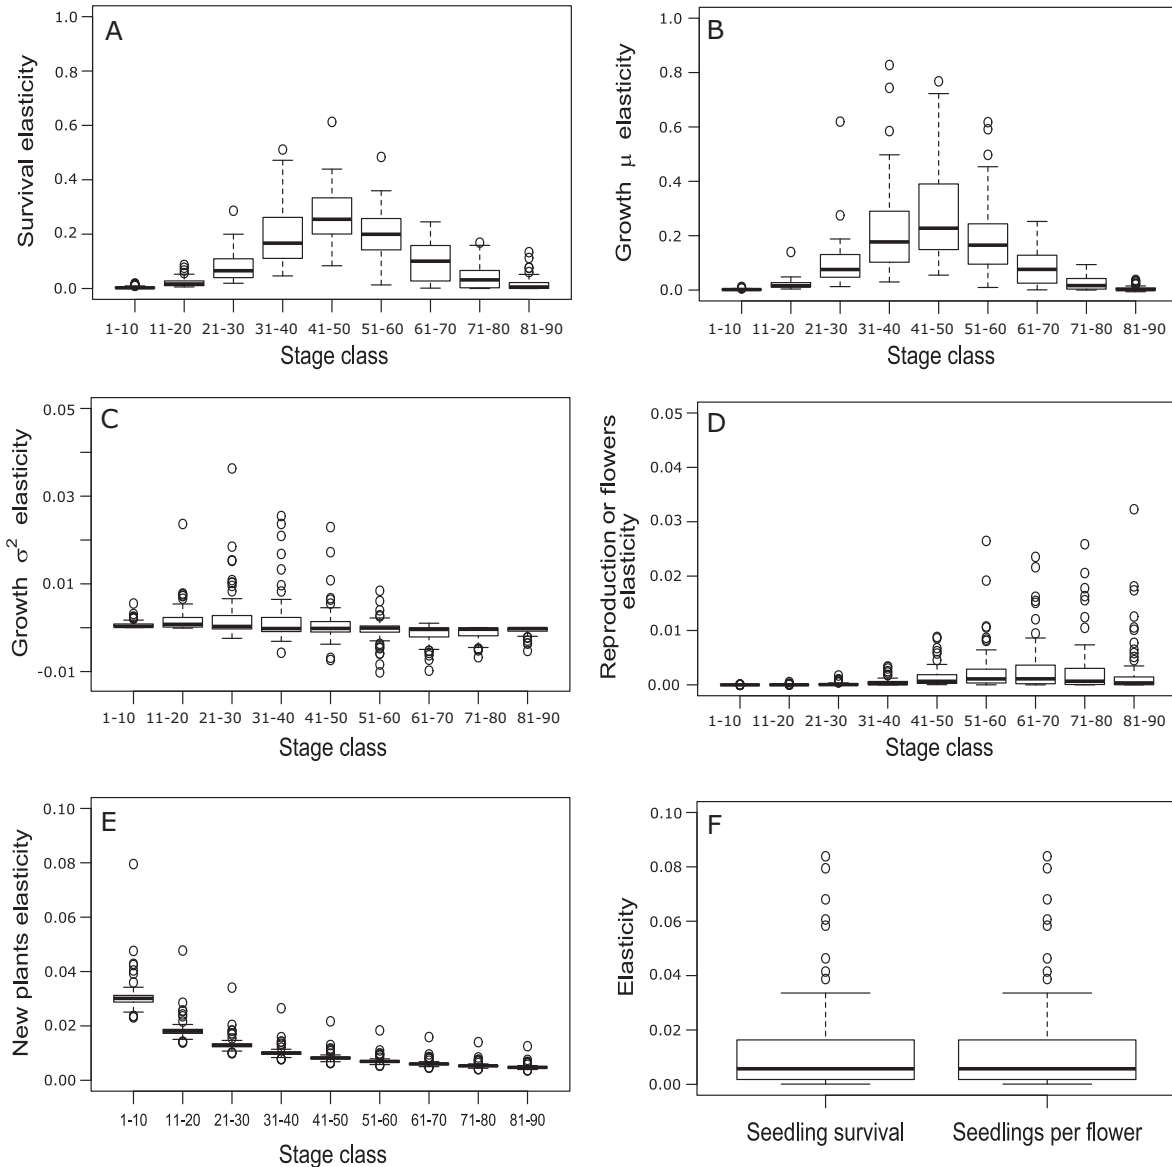 A
Survival elasticity
1.0
0.8
0.6
0.4
0.2
0.0
1-10 11-20 21-30 31-40 41-50 51-60 61-70 71-80 81-90
Stage class
B
Growth μ elasticity
1.0
0.8
0.6
0.4
0.2
0.0
1-10 11-20 21-30 31-40 41-50 51-60 61-70 71-80 81-90
Stage class
C
Growth σ² elasticity
0.05
0.03
0.01
-0.01
1-10 11-20 21-30 31-40 41-50 51-60 61-70 71-80 81-90
Stage class
D
Reproduction or flowers
elasticity
0.05
0.04
0.03
0.02
0.01
0.00
1-10 11-20 21-30 31-40 41-50 51-60 61-70 71-80 81-90
Stage class
E
New plants elasticity
0.10
0.08
0.06
0.04
0.02
0.00
1-10 11-20 21-30 31-40 41-50 51-60 61-70 71-80 81-90
Stage class
F
Elasticity
0.10
0.08
0.06
0.04
0.02
0.00
Seedling survival Seedlings per flower